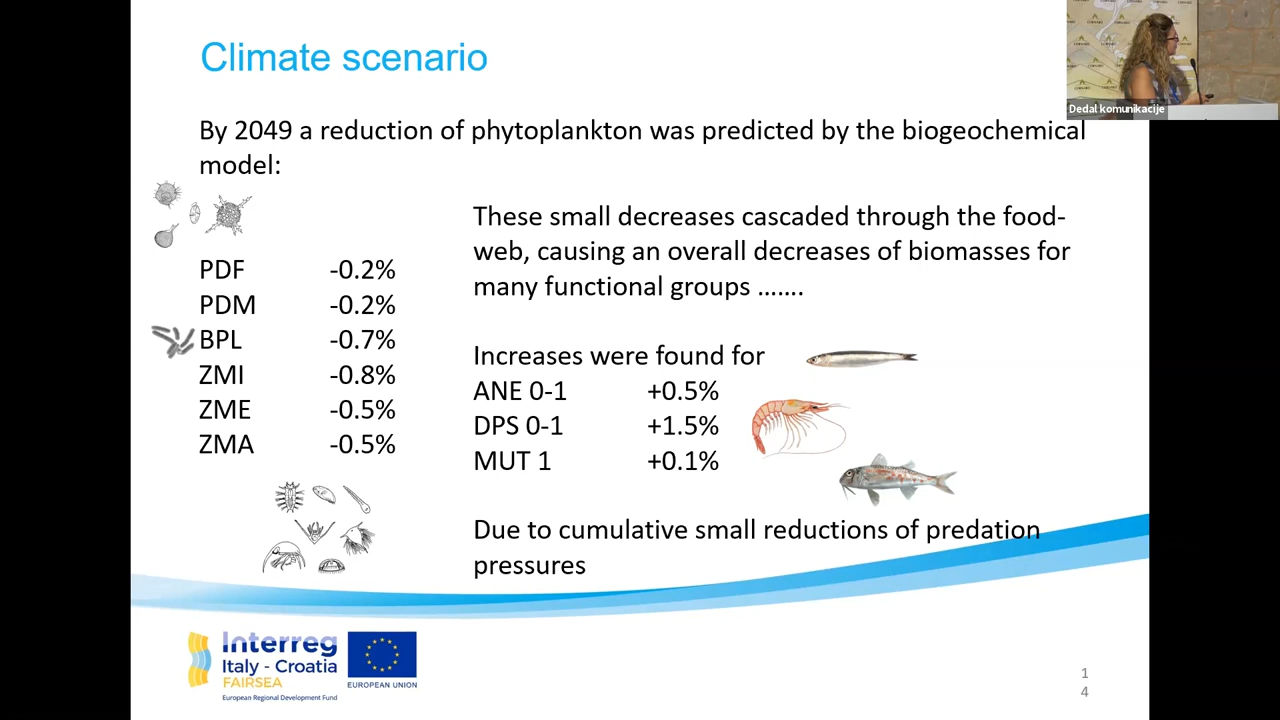 Climate scenario
By 2049 a reduction of phytoplankton was predicted by the biogeochemical
model:
PDF -0.2%
PDM -0.2%
BPL -0.7%
ZMI -0.8%
ZME -0.5%
ZMA -0.5%
These small decreases cascaded through the food-
web, causing an overall decreases of biomasses for
many functional groups …….
Increases were found for
ANE 0-1 +0.5%
DPS 0-1 +1.5%
MUT 1 +0.1%
Due to cumulative small reductions of predation
pressures
Interreg
Italy - Croatia
FAIRSEA
European Regional Development Fund
EUROPEAN UNION
1
4
Dedal komunikacije